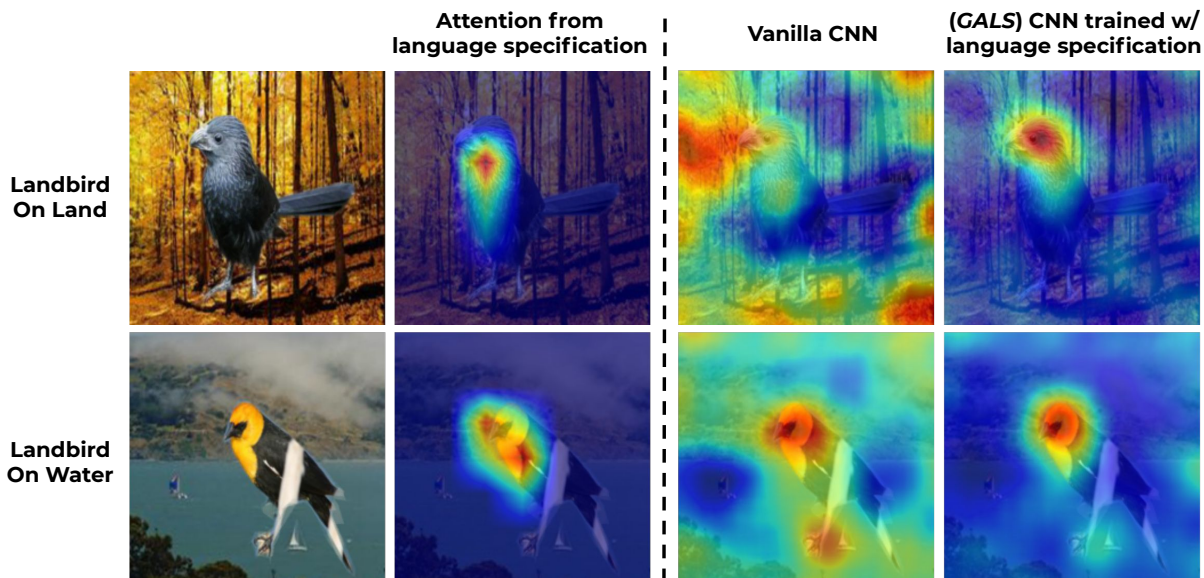 Attention from
language specification
Vanilla CNN
(GALS) CNN trained w/
language specification
Landbird
On Land
Landbird
On Water